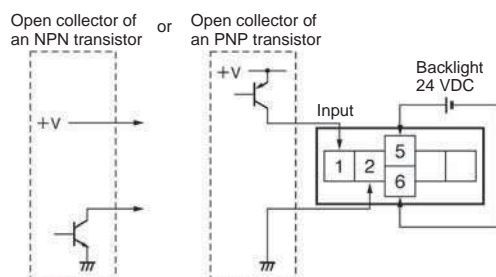 Open collector of
an NPN transistor
or
Open collector of
an PNP transistor
+V
+V
Input
Backlight
24 VDC
1
2
5
6